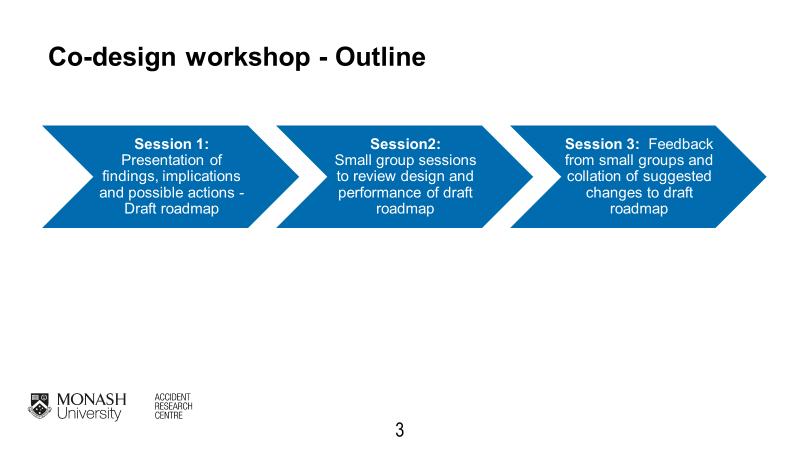 Co-design workshop - Outline
Session 1:
Presentation of
findings, implications
and possible actions -
Draft roadmap
Session2:
Small group sessions
to review design and
performance of draft
roadmap
Session 3:  Feedback
from small groups and
collation of suggested
changes to draft
roadmap
MONASH
University
ACCIDENT
RESEARCH
CENTRE
3